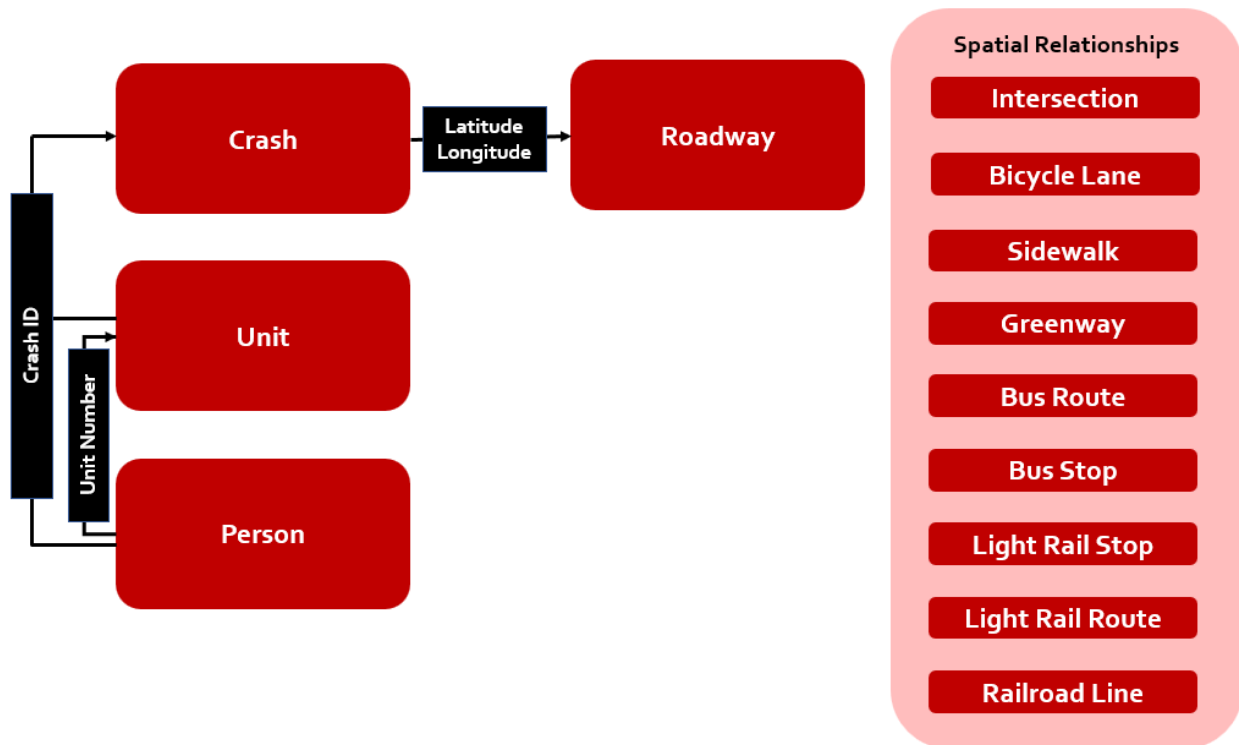 Crash
Latitude
Longitude
Roadway
Unit
Person
Crash ID
Unit Number
Spatial Relationships
Intersection
Bicycle Lane
Sidewalk
Greenway
Bus Route
Bus Stop
Light Rail Stop
Light Rail Route
Railroad Line